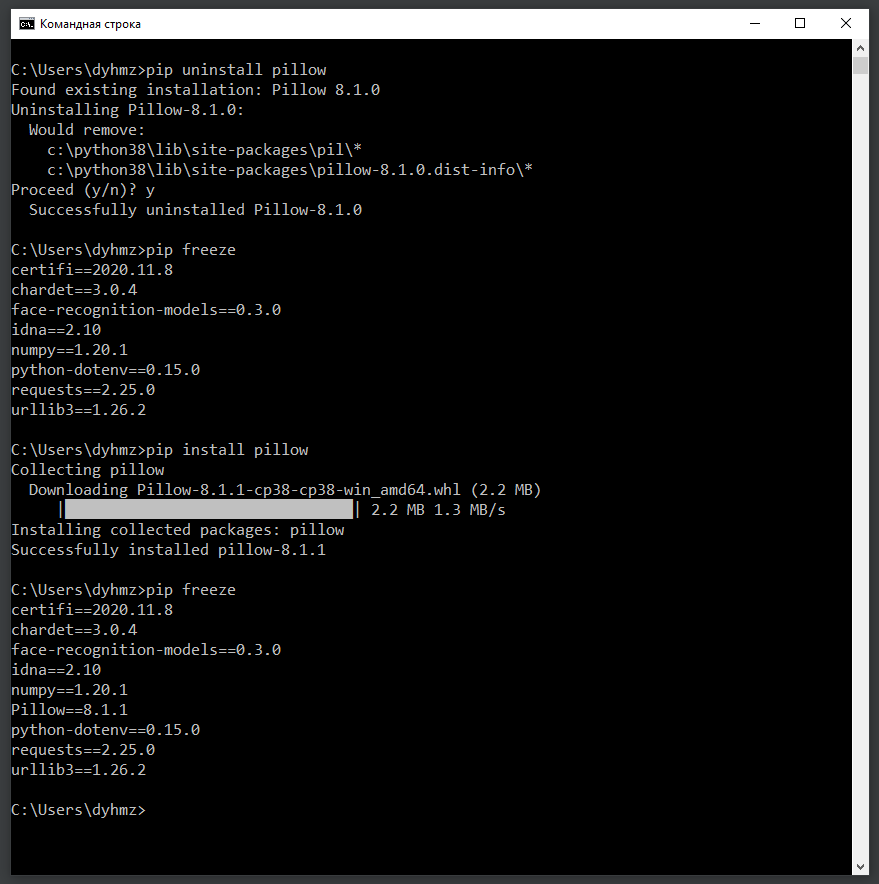 Командная строка
C:\Users\dyhmz>pip uninstall pillow
Found existing installation: Pillow 8.1.0
Uninstalling Pillow-8.1.0:
  Would remove:
    c:\python38\lib\site-packages\pil\*
    c:\python38\lib\site-packages\pillow-8.1.0.dist-info\*
Proceed (y/n)? y
  Successfully uninstalled Pillow-8.1.0
C:\Users\dyhmz>pip freeze
certifi==2020.11.8
chardet==3.0.4
face-recognition-models==0.3.0
idna==2.10
numpy==1.20.1
python-dotenv==0.15.0
requests==2.25.0
urllib3==1.26.2
C:\Users\dyhmz>pip install pillow
Collecting pillow
  Downloading Pillow-8.1.1-cp38-cp38-win_amd64.whl (2.2 MB)
     |████████████████████████████████| 2.2 MB 1.3 MB/s
Installing collected packages: pillow
Successfully installed pillow-8.1.1
C:\Users\dyhmz>pip freeze
certifi==2020.11.8
chardet==3.0.4
face-recognition-models==0.3.0
idna==2.10
numpy==1.20.1
Pillow==8.1.1
python-dotenv==0.15.0
requests==2.25.0
urllib3==1.26.2
C:\Users\dyhmz>